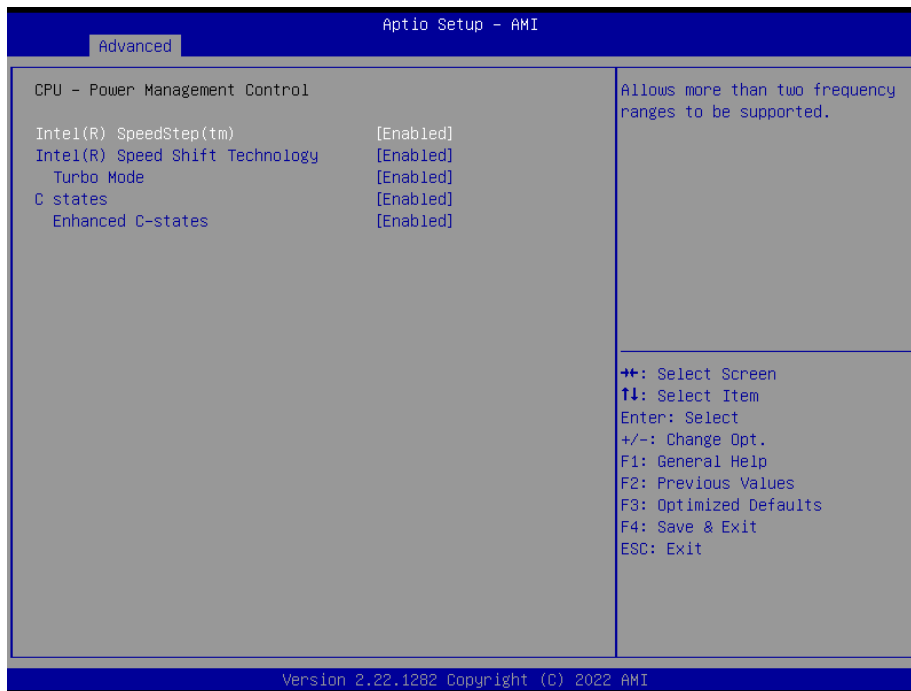 Aptio Setup – AMI
Advanced
CPU – Power Management Control
Intel(R) SpeedStep(tm) [Enabled]
Intel(R) Speed Shift Technology [Enabled]
Turbo Mode [Enabled]
C states [Enabled]
Enhanced C-states [Enabled]
Allows more than two frequency
ranges to be supported.
→←: Select Screen
↑↓: Select Item
Enter: Select
+/-: Change Opt.
F1: General Help
F2: Previous Values
F3: Optimized Defaults
F4: Save & Exit
ESC: Exit
Version 2.22.1282 Copyright (C) 2022 AMI